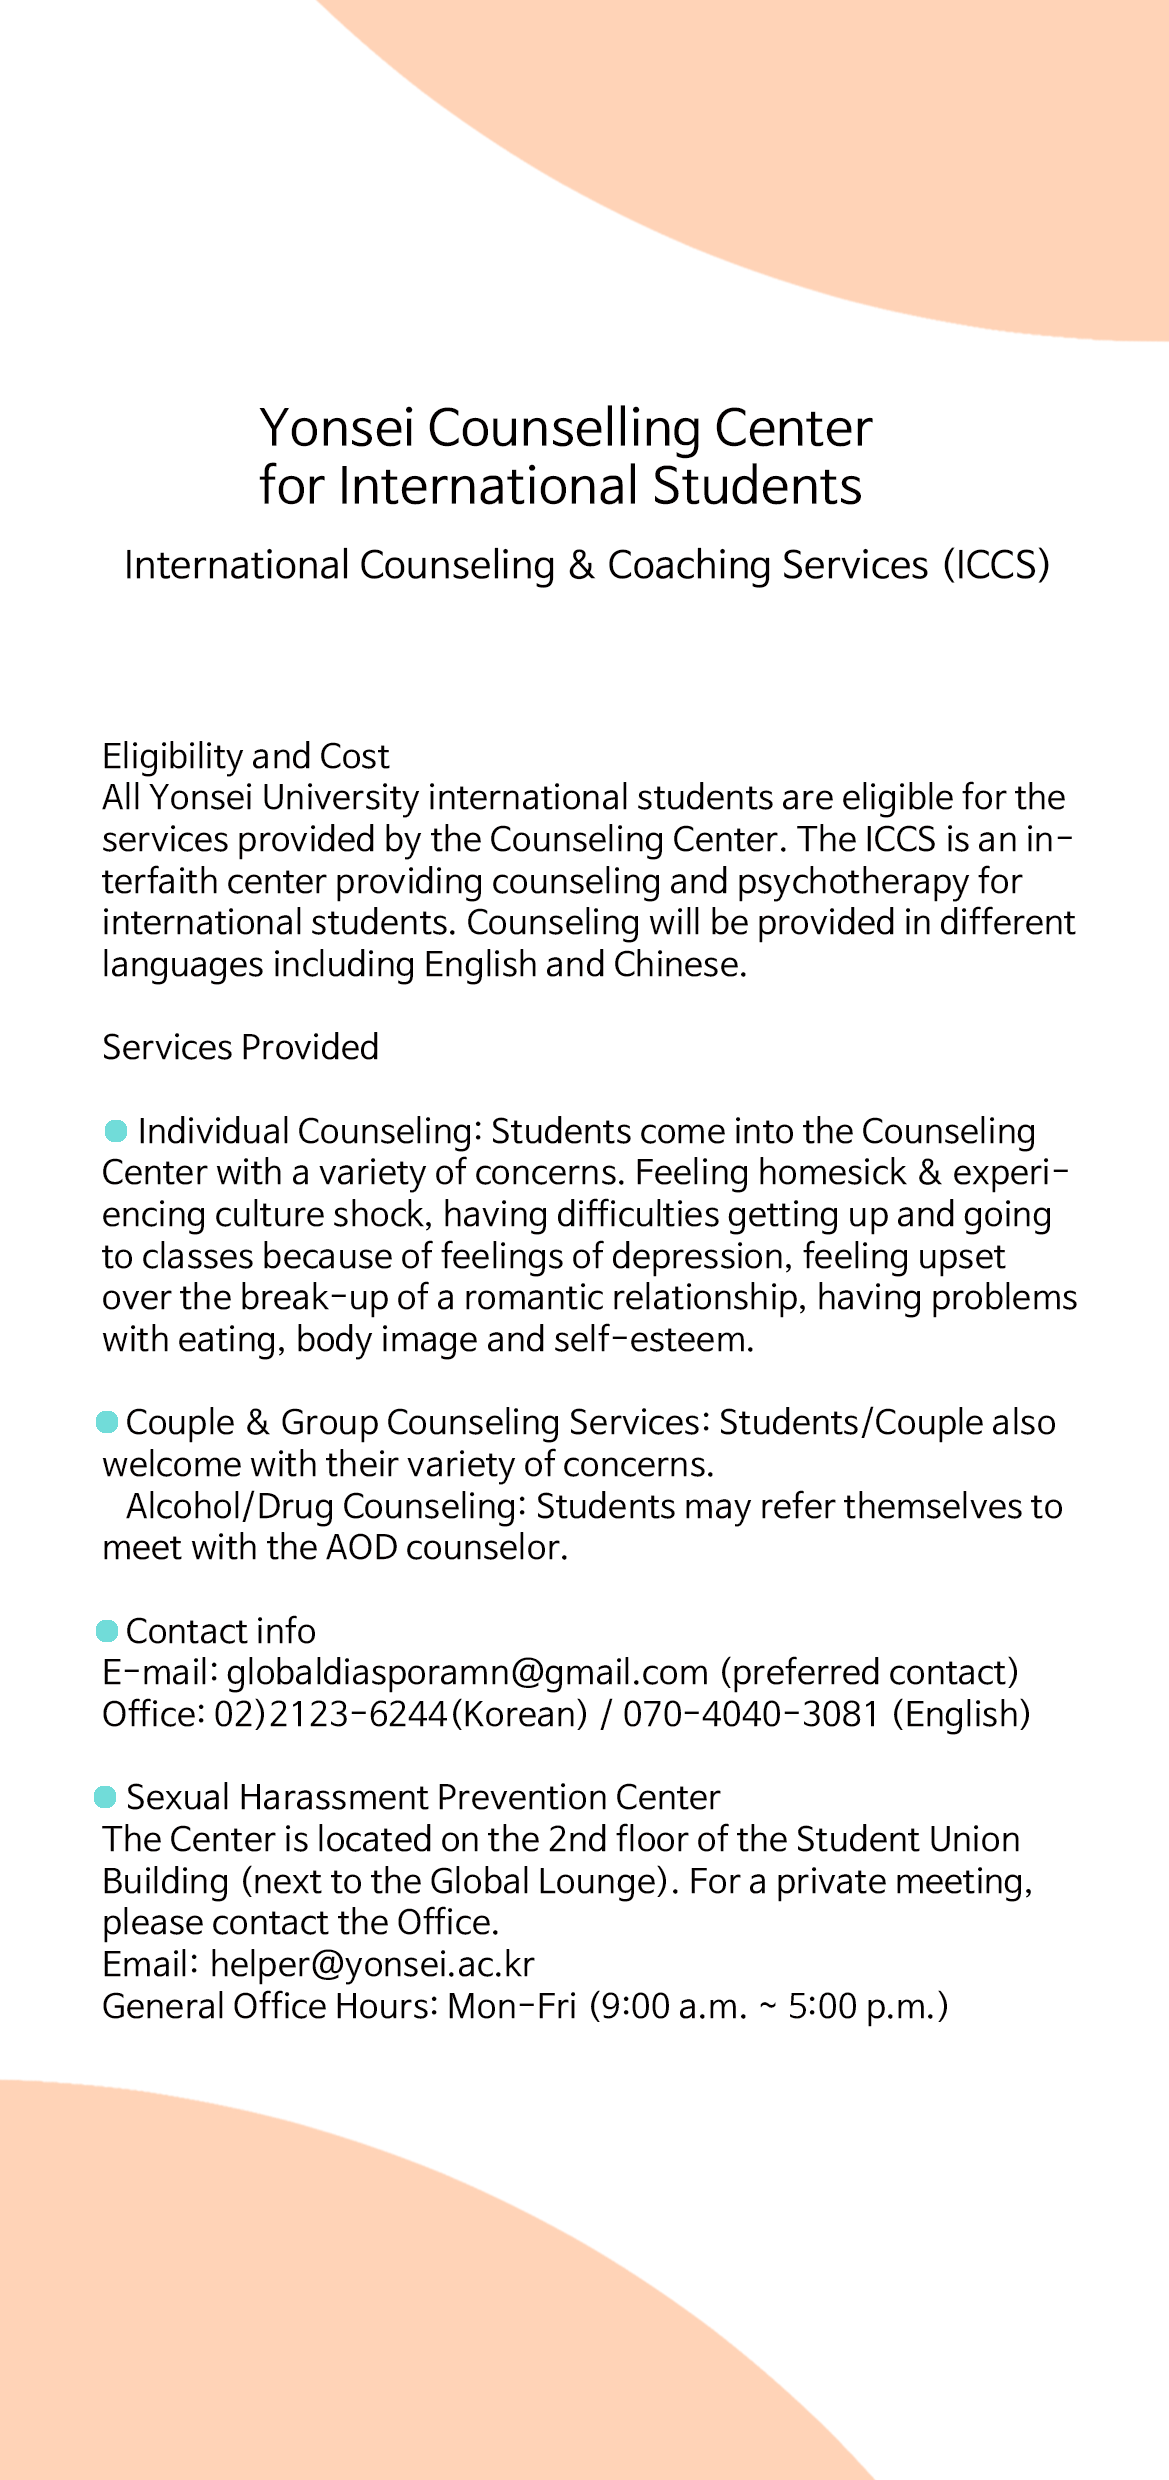 Yonsei Counselling Center
for International Students
International Counseling & Coaching Services (ICCS)
Eligibility and Cost
All Yonsei University international students are eligible for the
services provided by the Counseling Center. The ICCS is an in-
terfaith center providing counseling and psychotherapy for
international students. Counseling will be provided in different
languages including English and Chinese.
Services Provided
● Individual Counseling: Students come into the Counseling
Center with a variety of concerns. Feeling homesick & experi-
encing culture shock, having difficulties getting up and going
to classes because of feelings of depression, feeling upset
over the break-up of a romantic relationship, having problems
with eating, body image and self-esteem.
● Couple & Group Counseling Services: Students/Couple also
welcome with their variety of concerns.
Alcohol/Drug Counseling: Students may refer themselves to
meet with the AOD counselor.
● Contact info
E-mail: globaldiasporamn@gmail.com (preferred contact)
Office: 02)2123-6244(Korean) / 070-4040-3081 (English)
● Sexual Harassment Prevention Center
The Center is located on the 2nd floor of the Student Union
Building (next to the Global Lounge). For a private meeting,
please contact the Office.
Email: helper@yonsei.ac.kr
General Office Hours: Mon-Fri (9:00 a.m. ~ 5:00 p.m.)